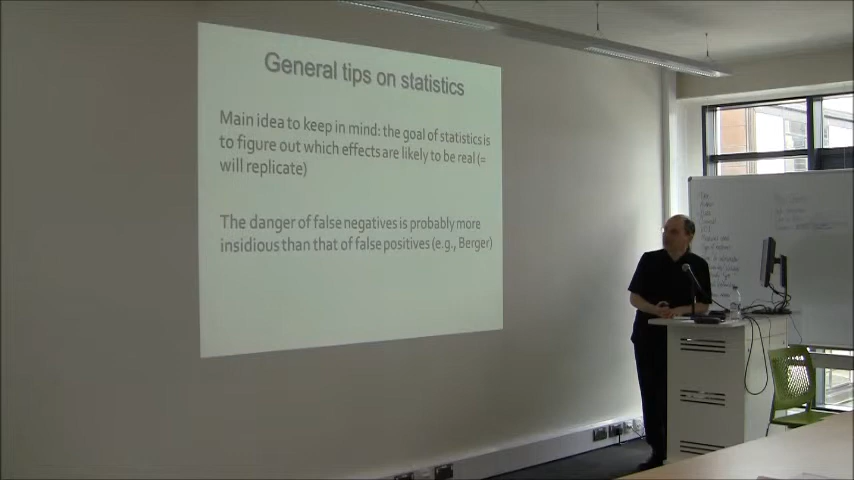 General tips on statistics
Main idea to keep in mind: the goal of statistics is
to figure out which effects are likely to be real (=
will replicate)
The danger of false negatives is probably more
insidious than that of false positives (e.g., Berger)